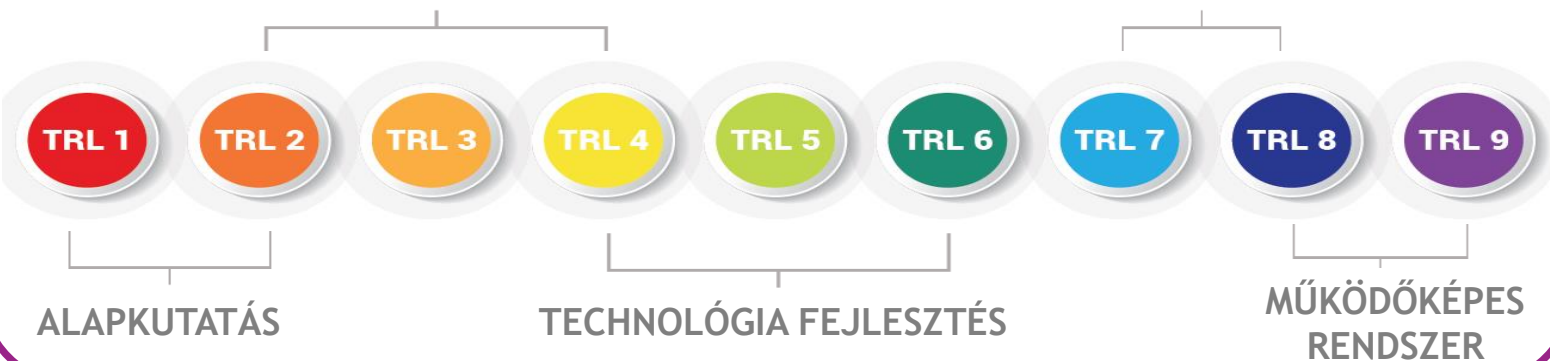 TRL 1 TRL 2 TRL 3 TRL 4 TRL 5 TRL 6 TRL 7 TRL 8 TRL 9
ALAPKUTATÁS
TECHNOLÓGIA FEJLESZTÉS
MŰKÖDŐKÉPES
RENDSZER